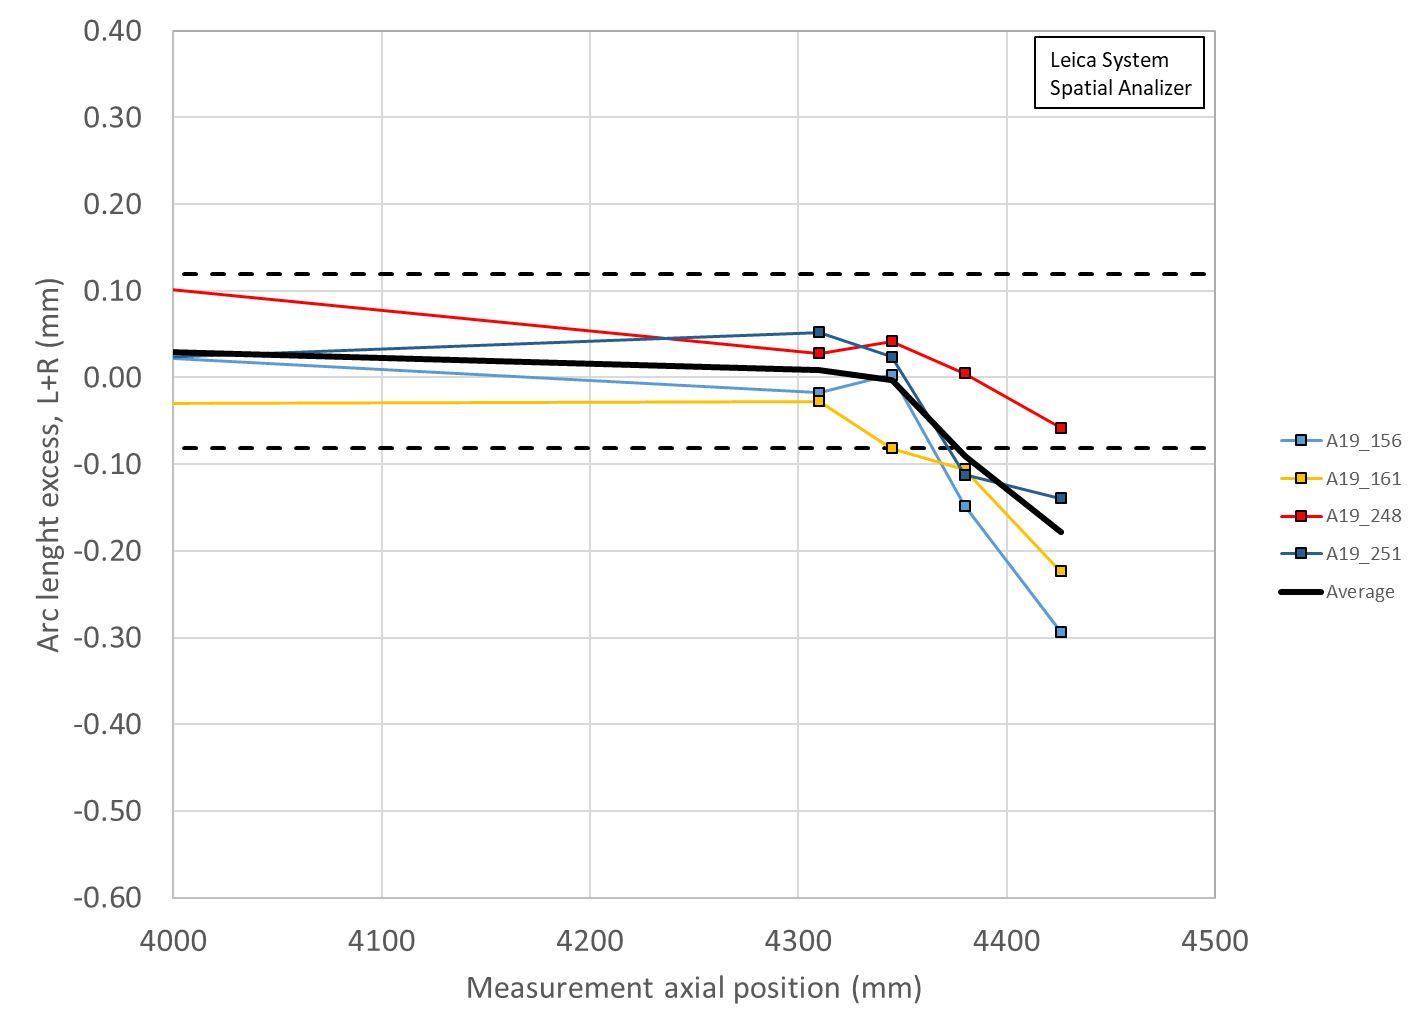 Leica System
Spatial Analizer
0.40
0.30
0.20
0.10
0.00
-0.10
-0.20
-0.30
-0.40
-0.50
-0.60
Arc lenght excess, L+R (mm)
4000
4100
4200
4300
4400
4500
Measurement axial position (mm)
A19_156
A19_161
A19_248
A19_251
Average